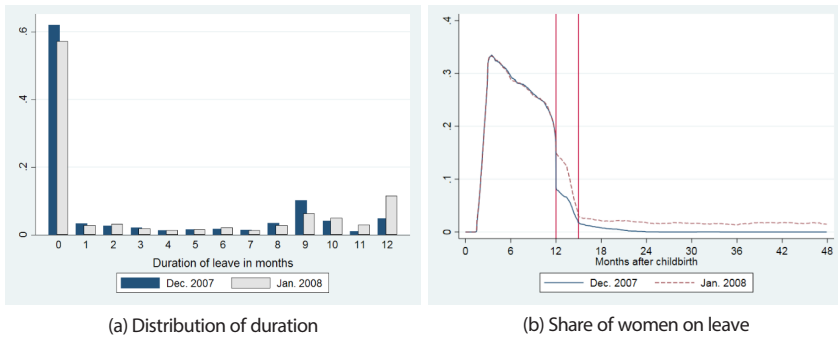 .6
.4
.2
0
0 1 2 3 4 5 6 7 8 9 10 11 12
Duration of leave in months
Dec. 2007 Jan. 2008
(a) Distribution of duration
.4
.3
.2
.1
0
0 6 12 18 24 30 36 42 48
Months after childbirth
Dec. 2007 Jan. 2008
(b) Share of women on leave